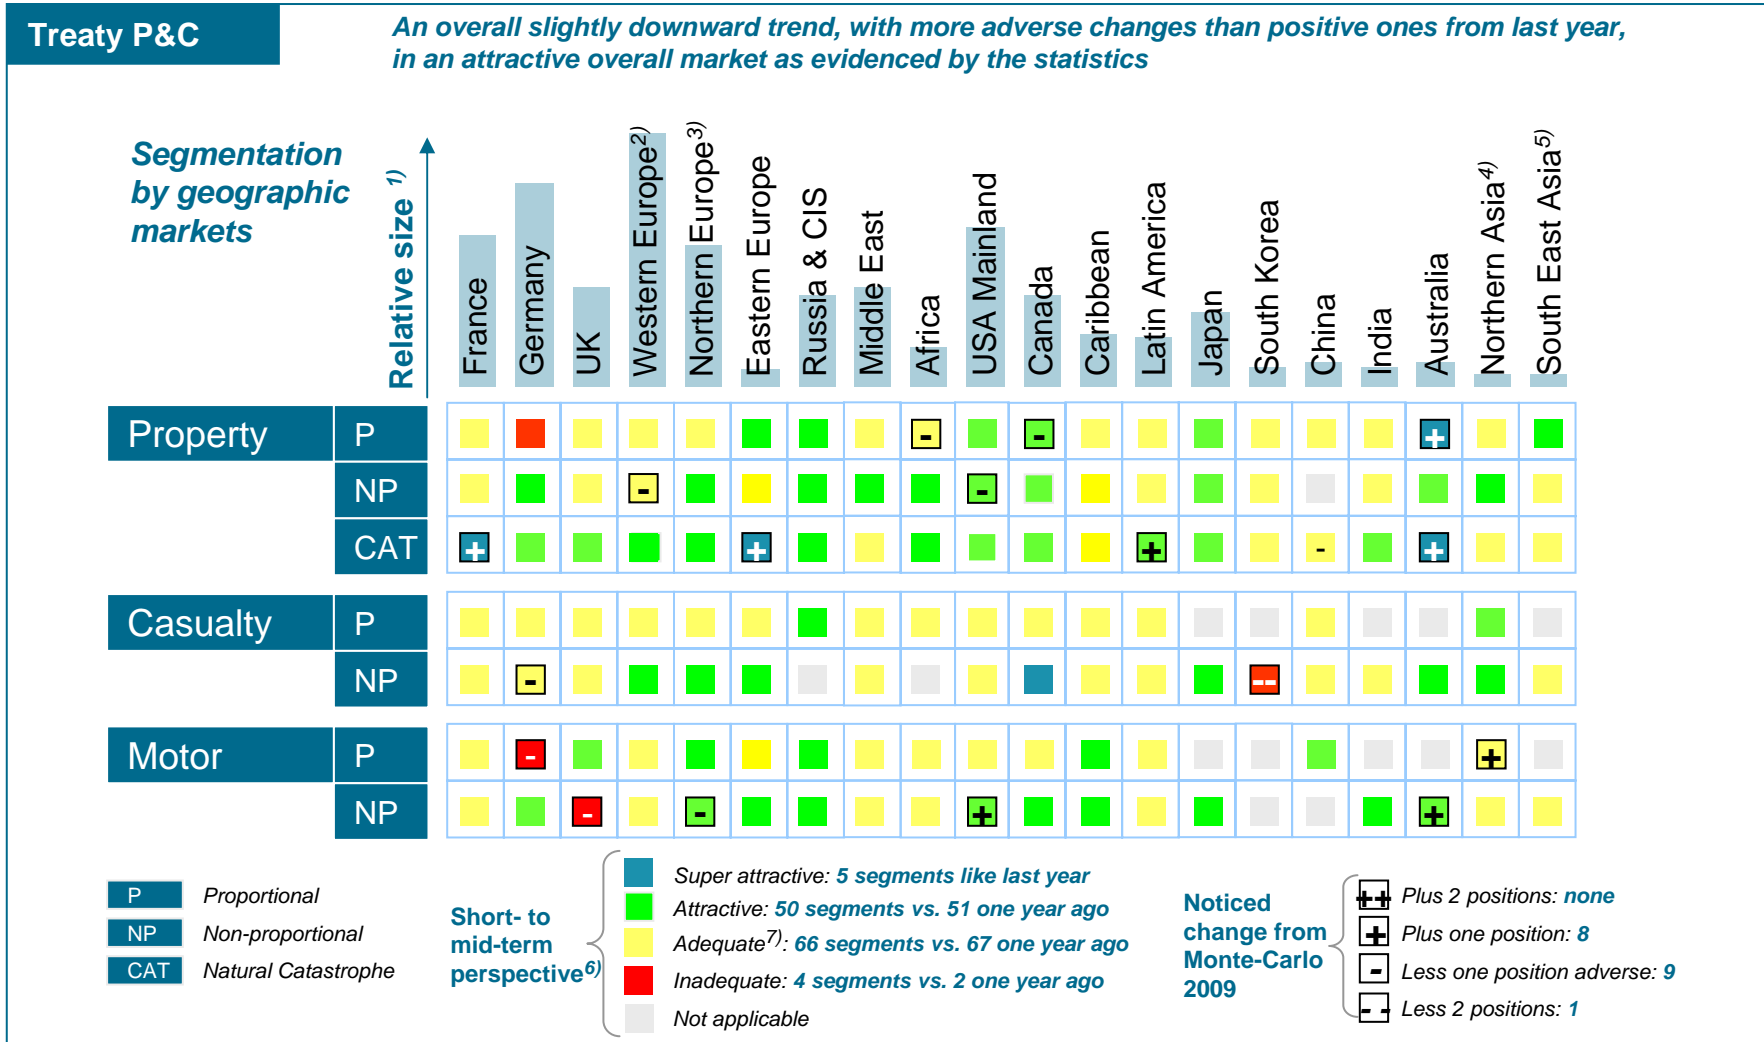 Treaty P&C
An overall slightly downward trend, with more adverse changes than positive ones from last year,
in an attractive overall market as evidenced by the statistics
Segmentation
by geographic
markets
Relative size 1)
France
Germany
UK
Western Europe2)
Northern Europe3)
Eastern Europe
Russia & CIS
Middle East
Africa
USA Mainland
Canada
Caribbean
Latin America
Japan
South Korea
China
India
Australia
Northern Asia4)
South East Asia5)
Property
P
- - +
NP
- -
CAT
+ + + - +
Casualty
P
NP
- --
Motor
P
- +
NP
- - + +
P Proportional
NP Non-proportional
CAT Natural Catastrophe
Short- to
mid-term
perspective6)
Super attractive: 5 segments like last year
Attractive: 50 segments vs. 51 one year ago
Adequate7): 66 segments vs. 67 one year ago
Inadequate: 4 segments vs. 2 one year ago
Not applicable
Noticed
change from
Monte-Carlo
2009
++ Plus 2 positions: none
+ Plus one position: 8
- Less one position adverse: 9
-- Less 2 positions: 1